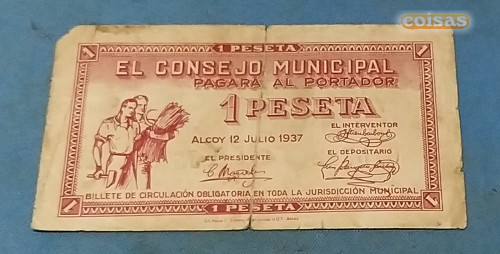 coisas
1 PESETA
EL CONSEJO MUNICIPAL
PAGARÁ AL PORTADOR
1 PESETA
ALCOY 12 JULIO 1937
EL INTERVENTOR
EL PRESIDENTE
EL DEPOSITARIO
BILLETE DE CIRCULACIÓN OBLIGATORIA EN TODA LA JURISDICCIÓN MUNICIPAL
1 PESETA